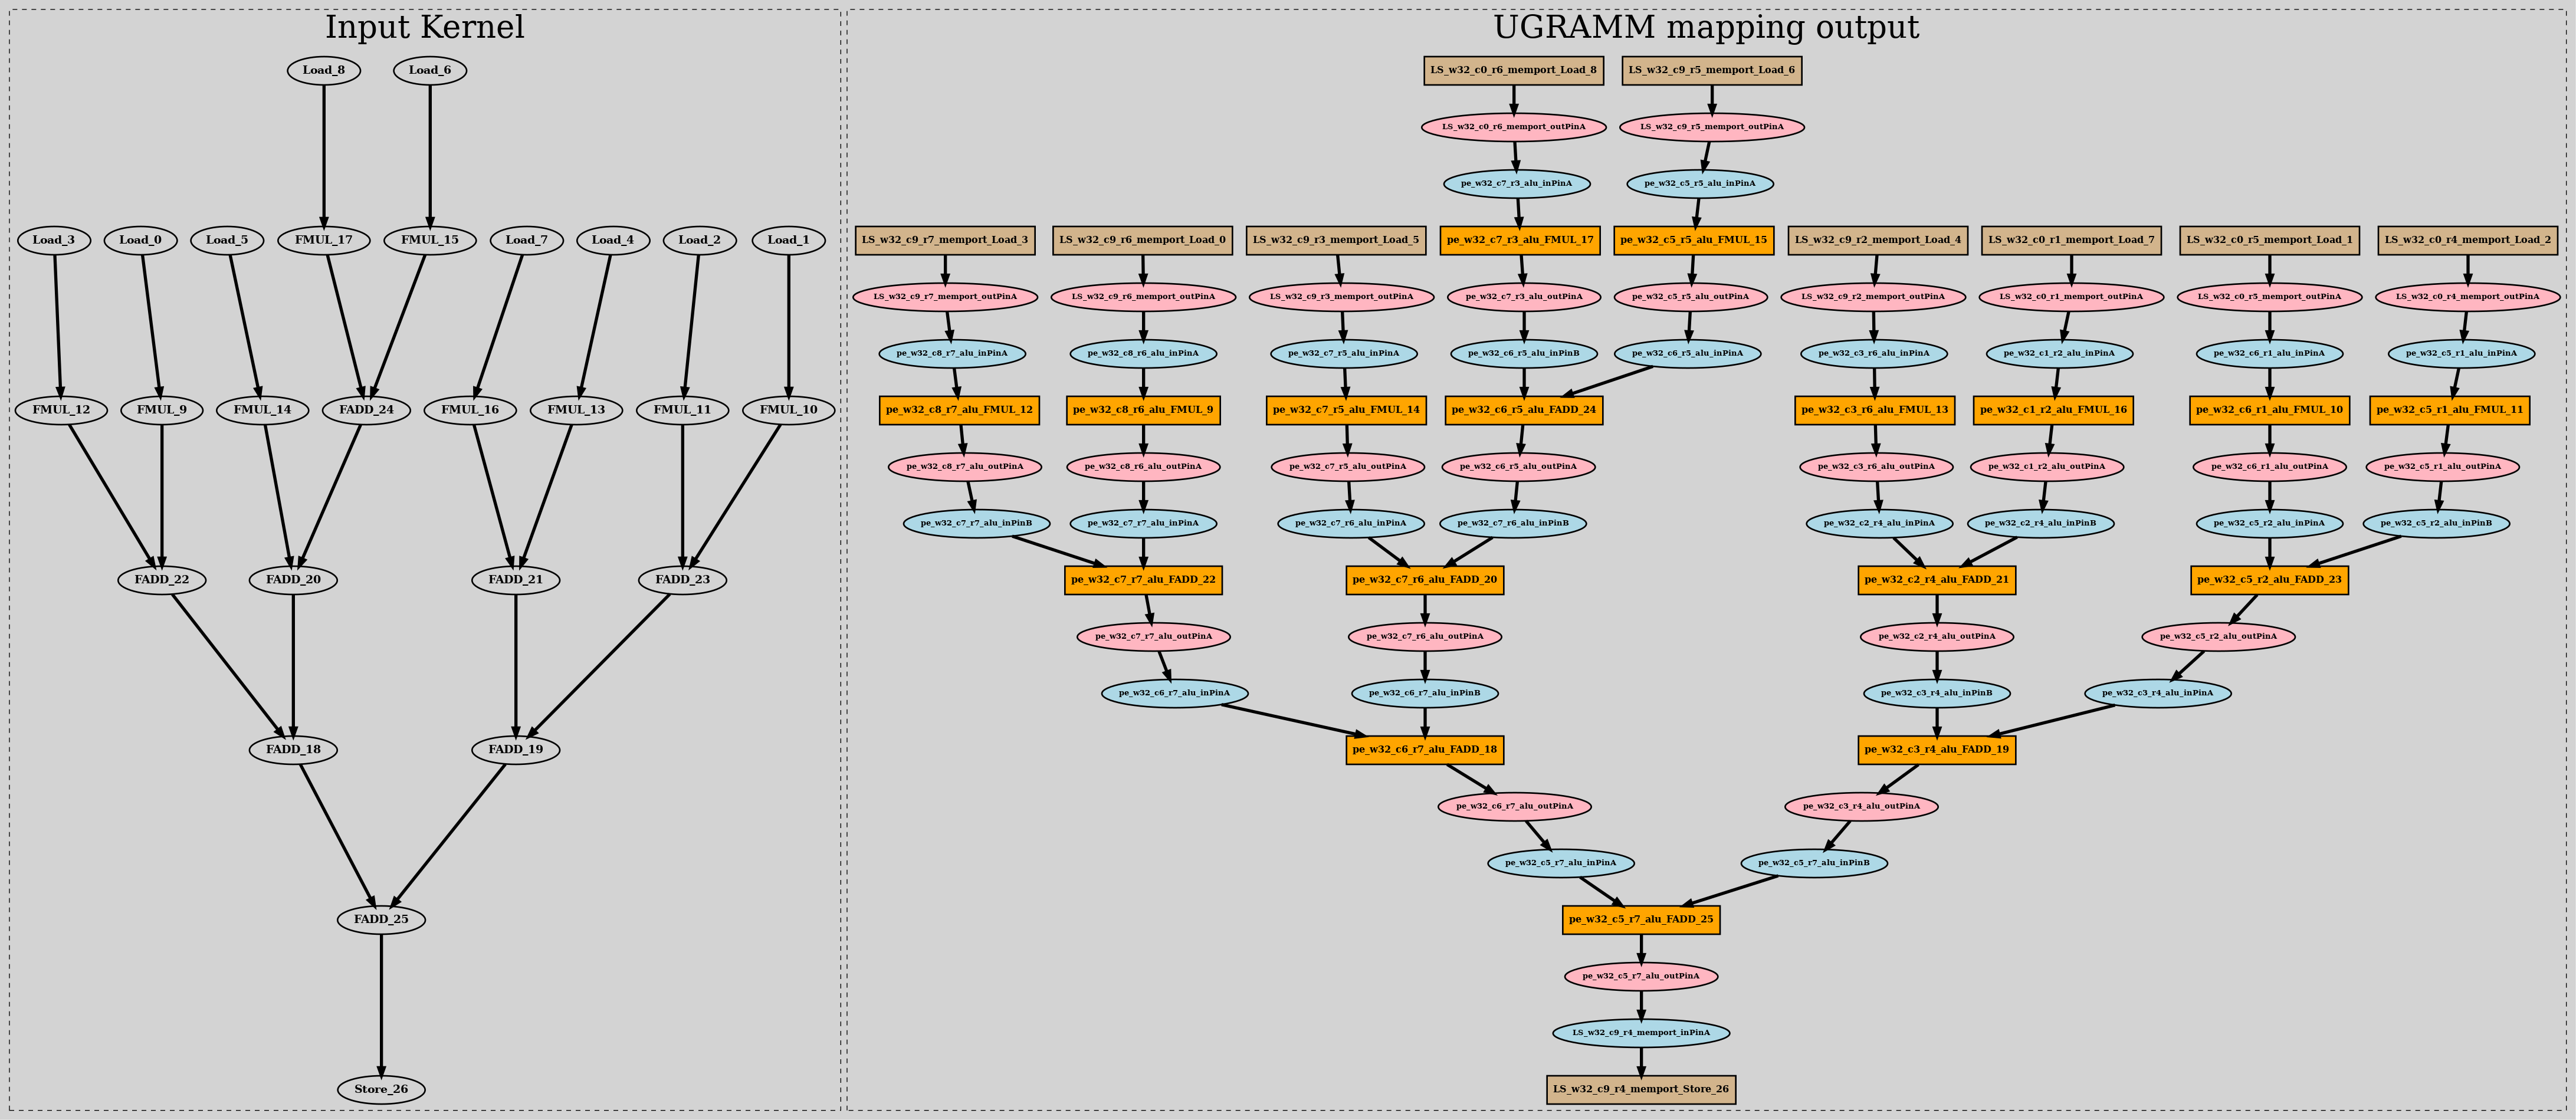 Input Kernel
Load_8
Load_6
Load_3
Load_0
Load_5
FMUL_17
FMUL_15
Load_7
Load_4
Load_2
Load_1
FMUL_12
FMUL_9
FMUL_14
FADD_24
FMUL_16
FMUL_13
FMUL_11
FMUL_10
FADD_22
FADD_20
FADD_21
FADD_23
FADD_18
FADD_19
FADD_25
Store_26
UGRAMM mapping output
LS_w32_c0_r6_memport_Load_8
LS_w32_c9_r5_memport_Load_6
LS_w32_c0_r6_memport_outPinA
LS_w32_c9_r5_memport_outPinA
pe_w32_c7_r3_alu_inPinA
pe_w32_c5_r5_alu_inPinA
LS_w32_c9_r7_memport_Load_3
LS_w32_c9_r6_memport_Load_0
LS_w32_c9_r3_memport_Load_5
pe_w32_c7_r3_alu_FMUL_17
pe_w32_c5_r5_alu_FMUL_15
LS_w32_c9_r2_memport_Load_4
LS_w32_c0_r1_memport_Load_7
LS_w32_c0_r5_memport_Load_1
LS_w32_c0_r4_memport_Load_2
LS_w32_c9_r7_memport_outPinA
LS_w32_c9_r6_memport_outPinA
LS_w32_c9_r3_memport_outPinA
pe_w32_c7_r3_alu_outPinA
pe_w32_c5_r5_alu_outPinA
LS_w32_c9_r2_memport_outPinA
LS_w32_c0_r1_memport_outPinA
LS_w32_c0_r5_memport_outPinA
LS_w32_c0_r4_memport_outPinA
pe_w32_c8_r7_alu_inPinA
pe_w32_c8_r6_alu_inPinA
pe_w32_c7_r5_alu_inPinA
pe_w32_c6_r5_alu_inPinB
pe_w32_c6_r5_alu_inPinA
pe_w32_c3_r6_alu_inPinA
pe_w32_c1_r2_alu_inPinA
pe_w32_c6_r1_alu_inPinA
pe_w32_c5_r1_alu_inPinA
pe_w32_c8_r7_alu_FMUL_12
pe_w32_c8_r6_alu_FMUL_9
pe_w32_c7_r5_alu_FMUL_14
pe_w32_c6_r5_alu_FADD_24
pe_w32_c3_r6_alu_FMUL_13
pe_w32_c1_r2_alu_FMUL_16
pe_w32_c6_r1_alu_FMUL_10
pe_w32_c5_r1_alu_FMUL_11
pe_w32_c8_r7_alu_outPinA
pe_w32_c8_r6_alu_outPinA
pe_w32_c7_r5_alu_outPinA
pe_w32_c6_r5_alu_outPinA
pe_w32_c3_r6_alu_outPinA
pe_w32_c1_r2_alu_outPinA
pe_w32_c6_r1_alu_outPinA
pe_w32_c5_r1_alu_outPinA
pe_w32_c7_r7_alu_inPinB
pe_w32_c7_r7_alu_inPinA
pe_w32_c7_r6_alu_inPinA
pe_w32_c7_r6_alu_inPinB
pe_w32_c2_r4_alu_inPinA
pe_w32_c2_r4_alu_inPinB
pe_w32_c5_r2_alu_inPinA
pe_w32_c5_r2_alu_inPinB
pe_w32_c7_r7_alu_FADD_22
pe_w32_c7_r6_alu_FADD_20
pe_w32_c2_r4_alu_FADD_21
pe_w32_c5_r2_alu_FADD_23
pe_w32_c7_r7_alu_outPinA
pe_w32_c7_r6_alu_outPinA
pe_w32_c2_r4_alu_outPinA
pe_w32_c5_r2_alu_outPinA
pe_w32_c6_r7_alu_inPinA
pe_w32_c6_r7_alu_inPinB
pe_w32_c3_r4_alu_inPinB
pe_w32_c3_r4_alu_inPinA
pe_w32_c6_r7_alu_FADD_18
pe_w32_c3_r4_alu_FADD_19
pe_w32_c6_r7_alu_outPinA
pe_w32_c3_r4_alu_outPinA
pe_w32_c5_r7_alu_inPinA
pe_w32_c5_r7_alu_inPinB
pe_w32_c5_r7_alu_FADD_25
pe_w32_c5_r7_alu_outPinA
LS_w32_c9_r4_memport_inPinA
LS_w32_c9_r4_memport_Store_26